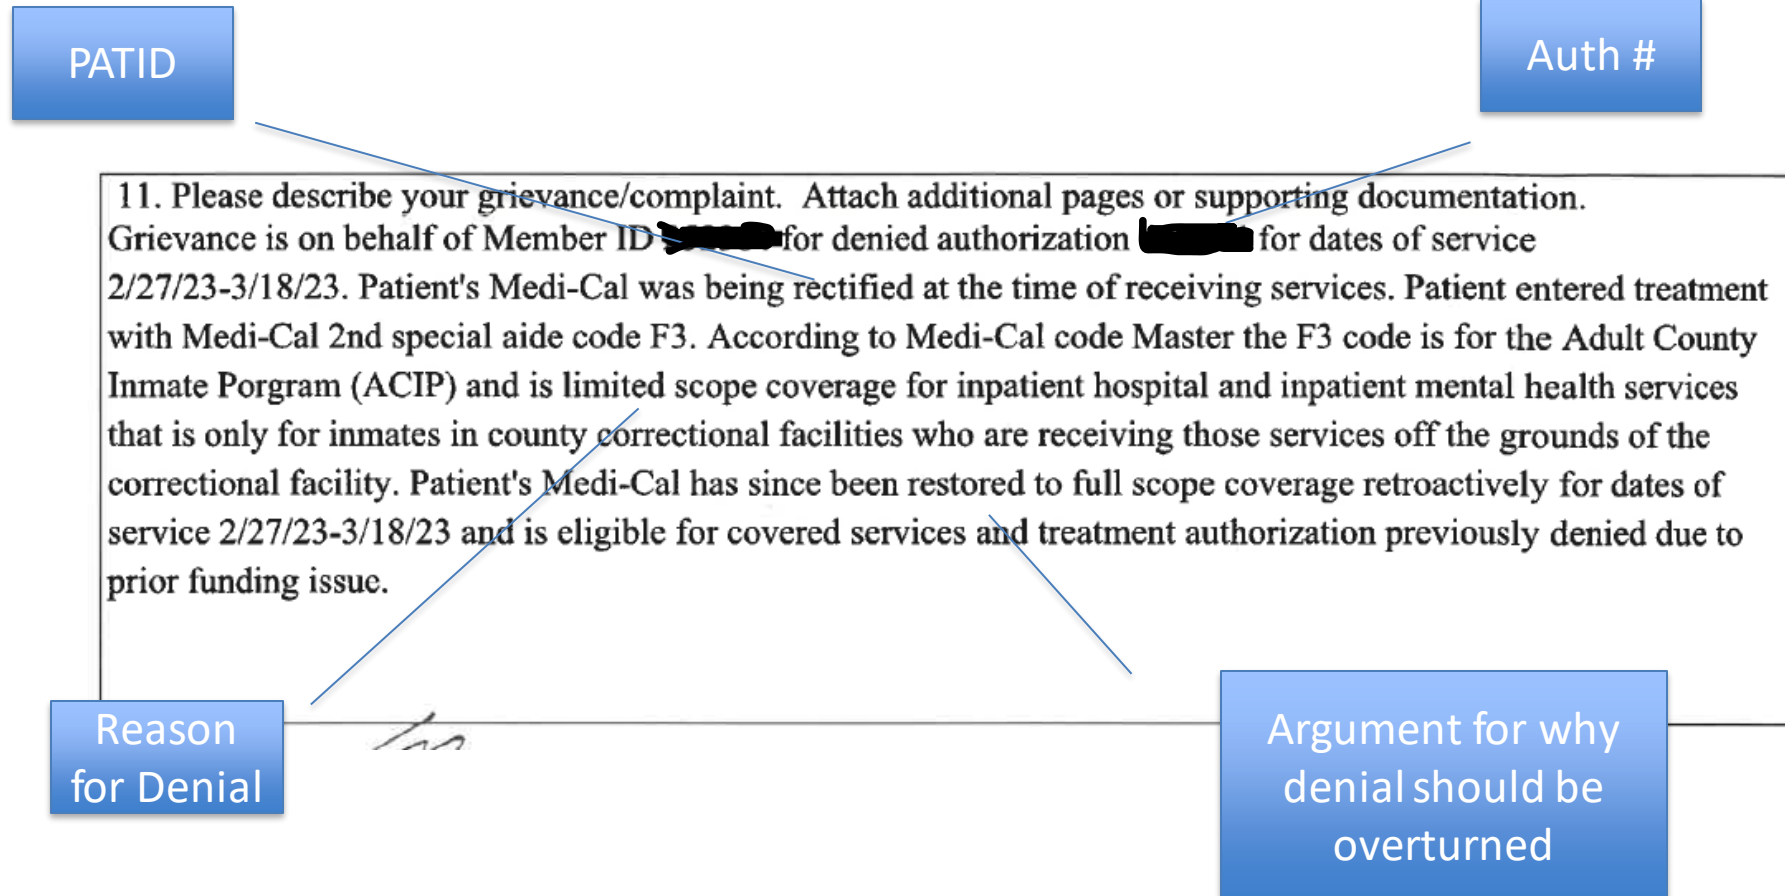 PATID
Auth #
11. Please describe your grievance/complaint. Attach additional pages or supporting documentation.
Grievance is on behalf of Member ID for denied authorization for dates of service
2/27/23-3/18/23. Patient's Medi-Cal was being rectified at the time of receiving services. Patient entered treatment
with Medi-Cal 2nd special aide code F3. According to Medi-Cal code Master the F3 code is for the Adult County
Inmate Porgram (ACIP) and is limited scope coverage for inpatient hospital and inpatient mental health services
that is only for inmates in county correctional facilities who are receiving those services off the grounds of the
correctional facility. Patient's Medi-Cal has since been restored to full scope coverage retroactively for dates of
service 2/27/23-3/18/23 and is eligible for covered services and treatment authorization previously denied due to
prior funding issue.
Reason
for Denial
Argument for why
denial should be
overturned